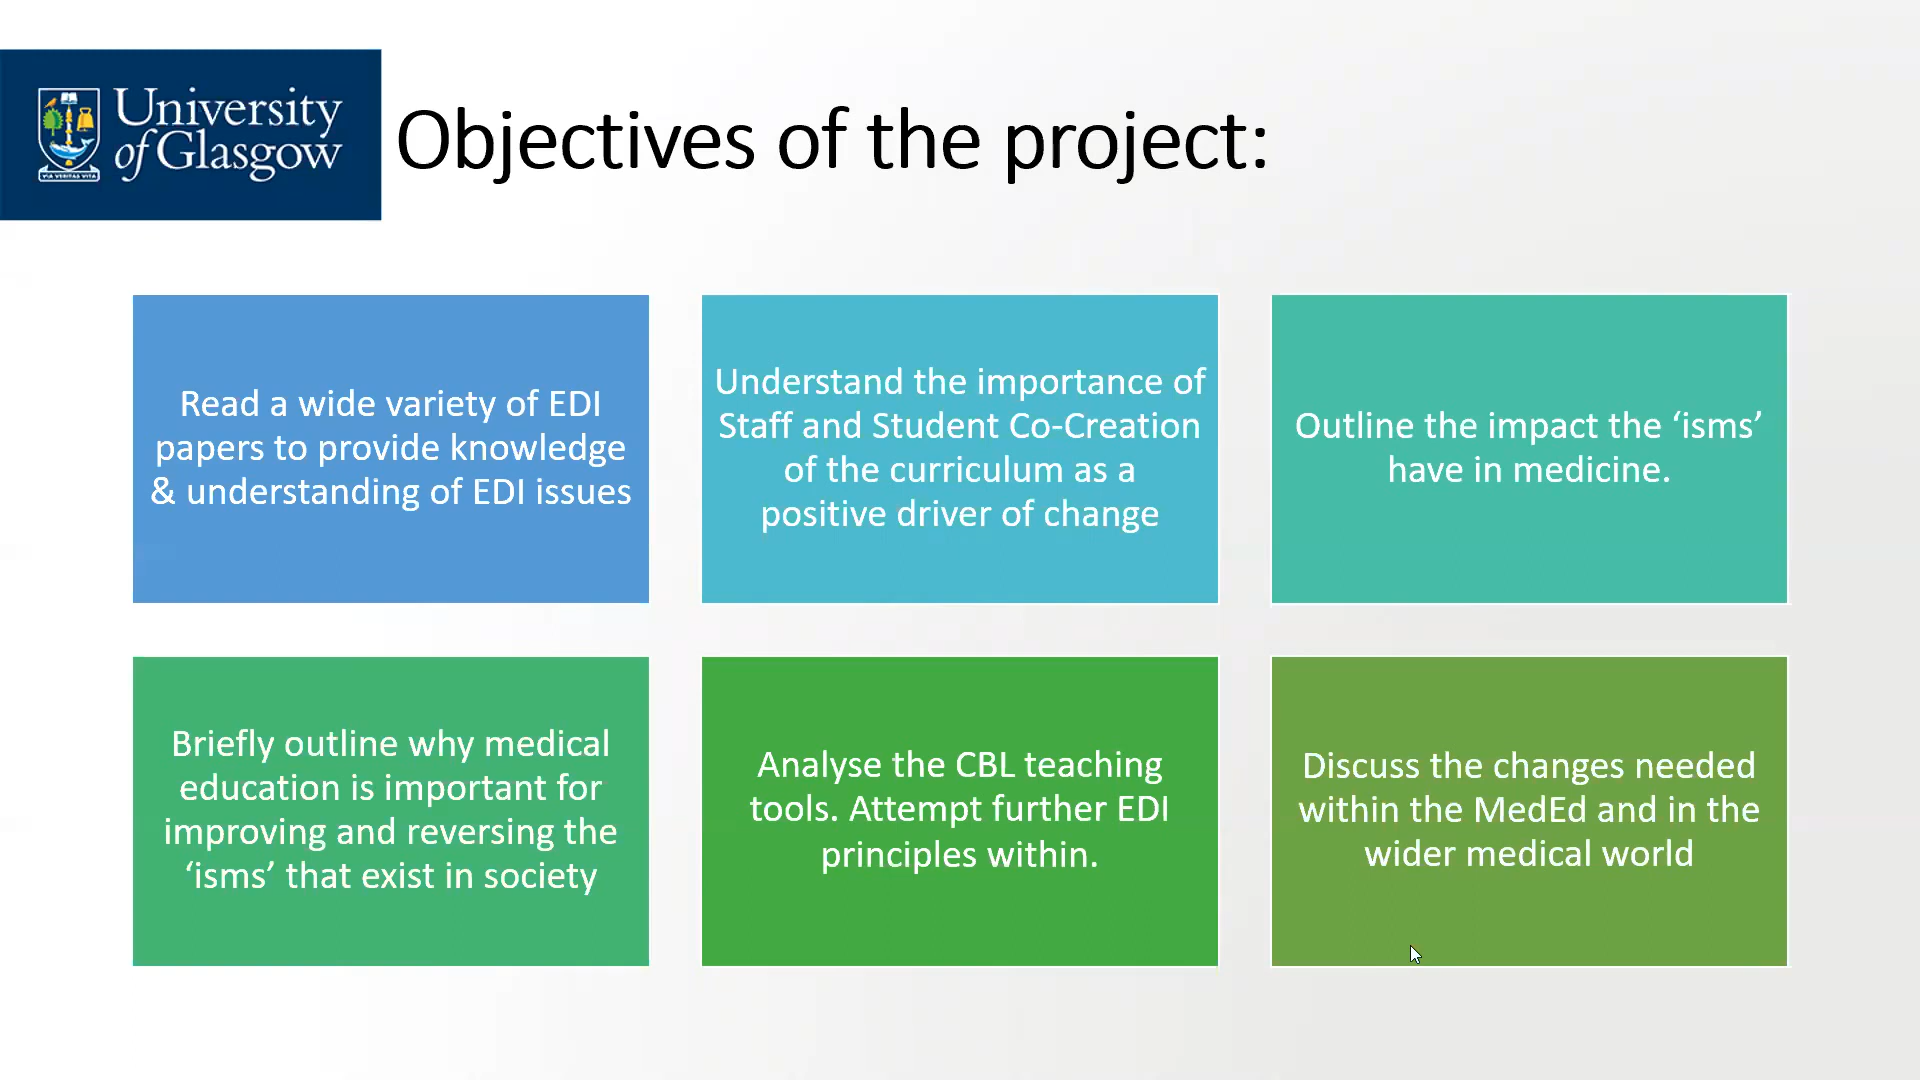 University
of Glasgow
VIA VERITAS VITA
Objectives of the project:
Read a wide variety of EDI
papers to provide knowledge
& understanding of EDI issues
Understand the importance of
Staff and Student Co-Creation
of the curriculum as a
positive driver of change
Outline the impact the ‘isms’
have in medicine.
Briefly outline why medical
education is important for
improving and reversing the
‘isms’ that exist in society
Analyse the CBL teaching
tools. Attempt further EDI
principles within.
Discuss the changes needed
within the MedEd and in the
wider medical world